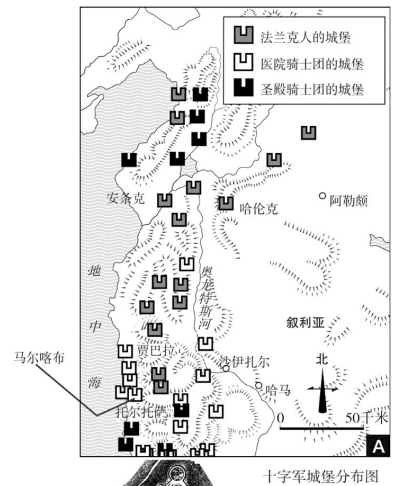 法兰克人的城堡
医院骑士团的城堡
圣殿骑士团的城堡
安条克
哈伦克
阿勒颇
地中海
奥龙特斯河
叙利亚
贾巴拉
沙伊扎尔
北
马尔喀布
哈马
托尔托萨
0 50千米
A
十字军城堡分布图